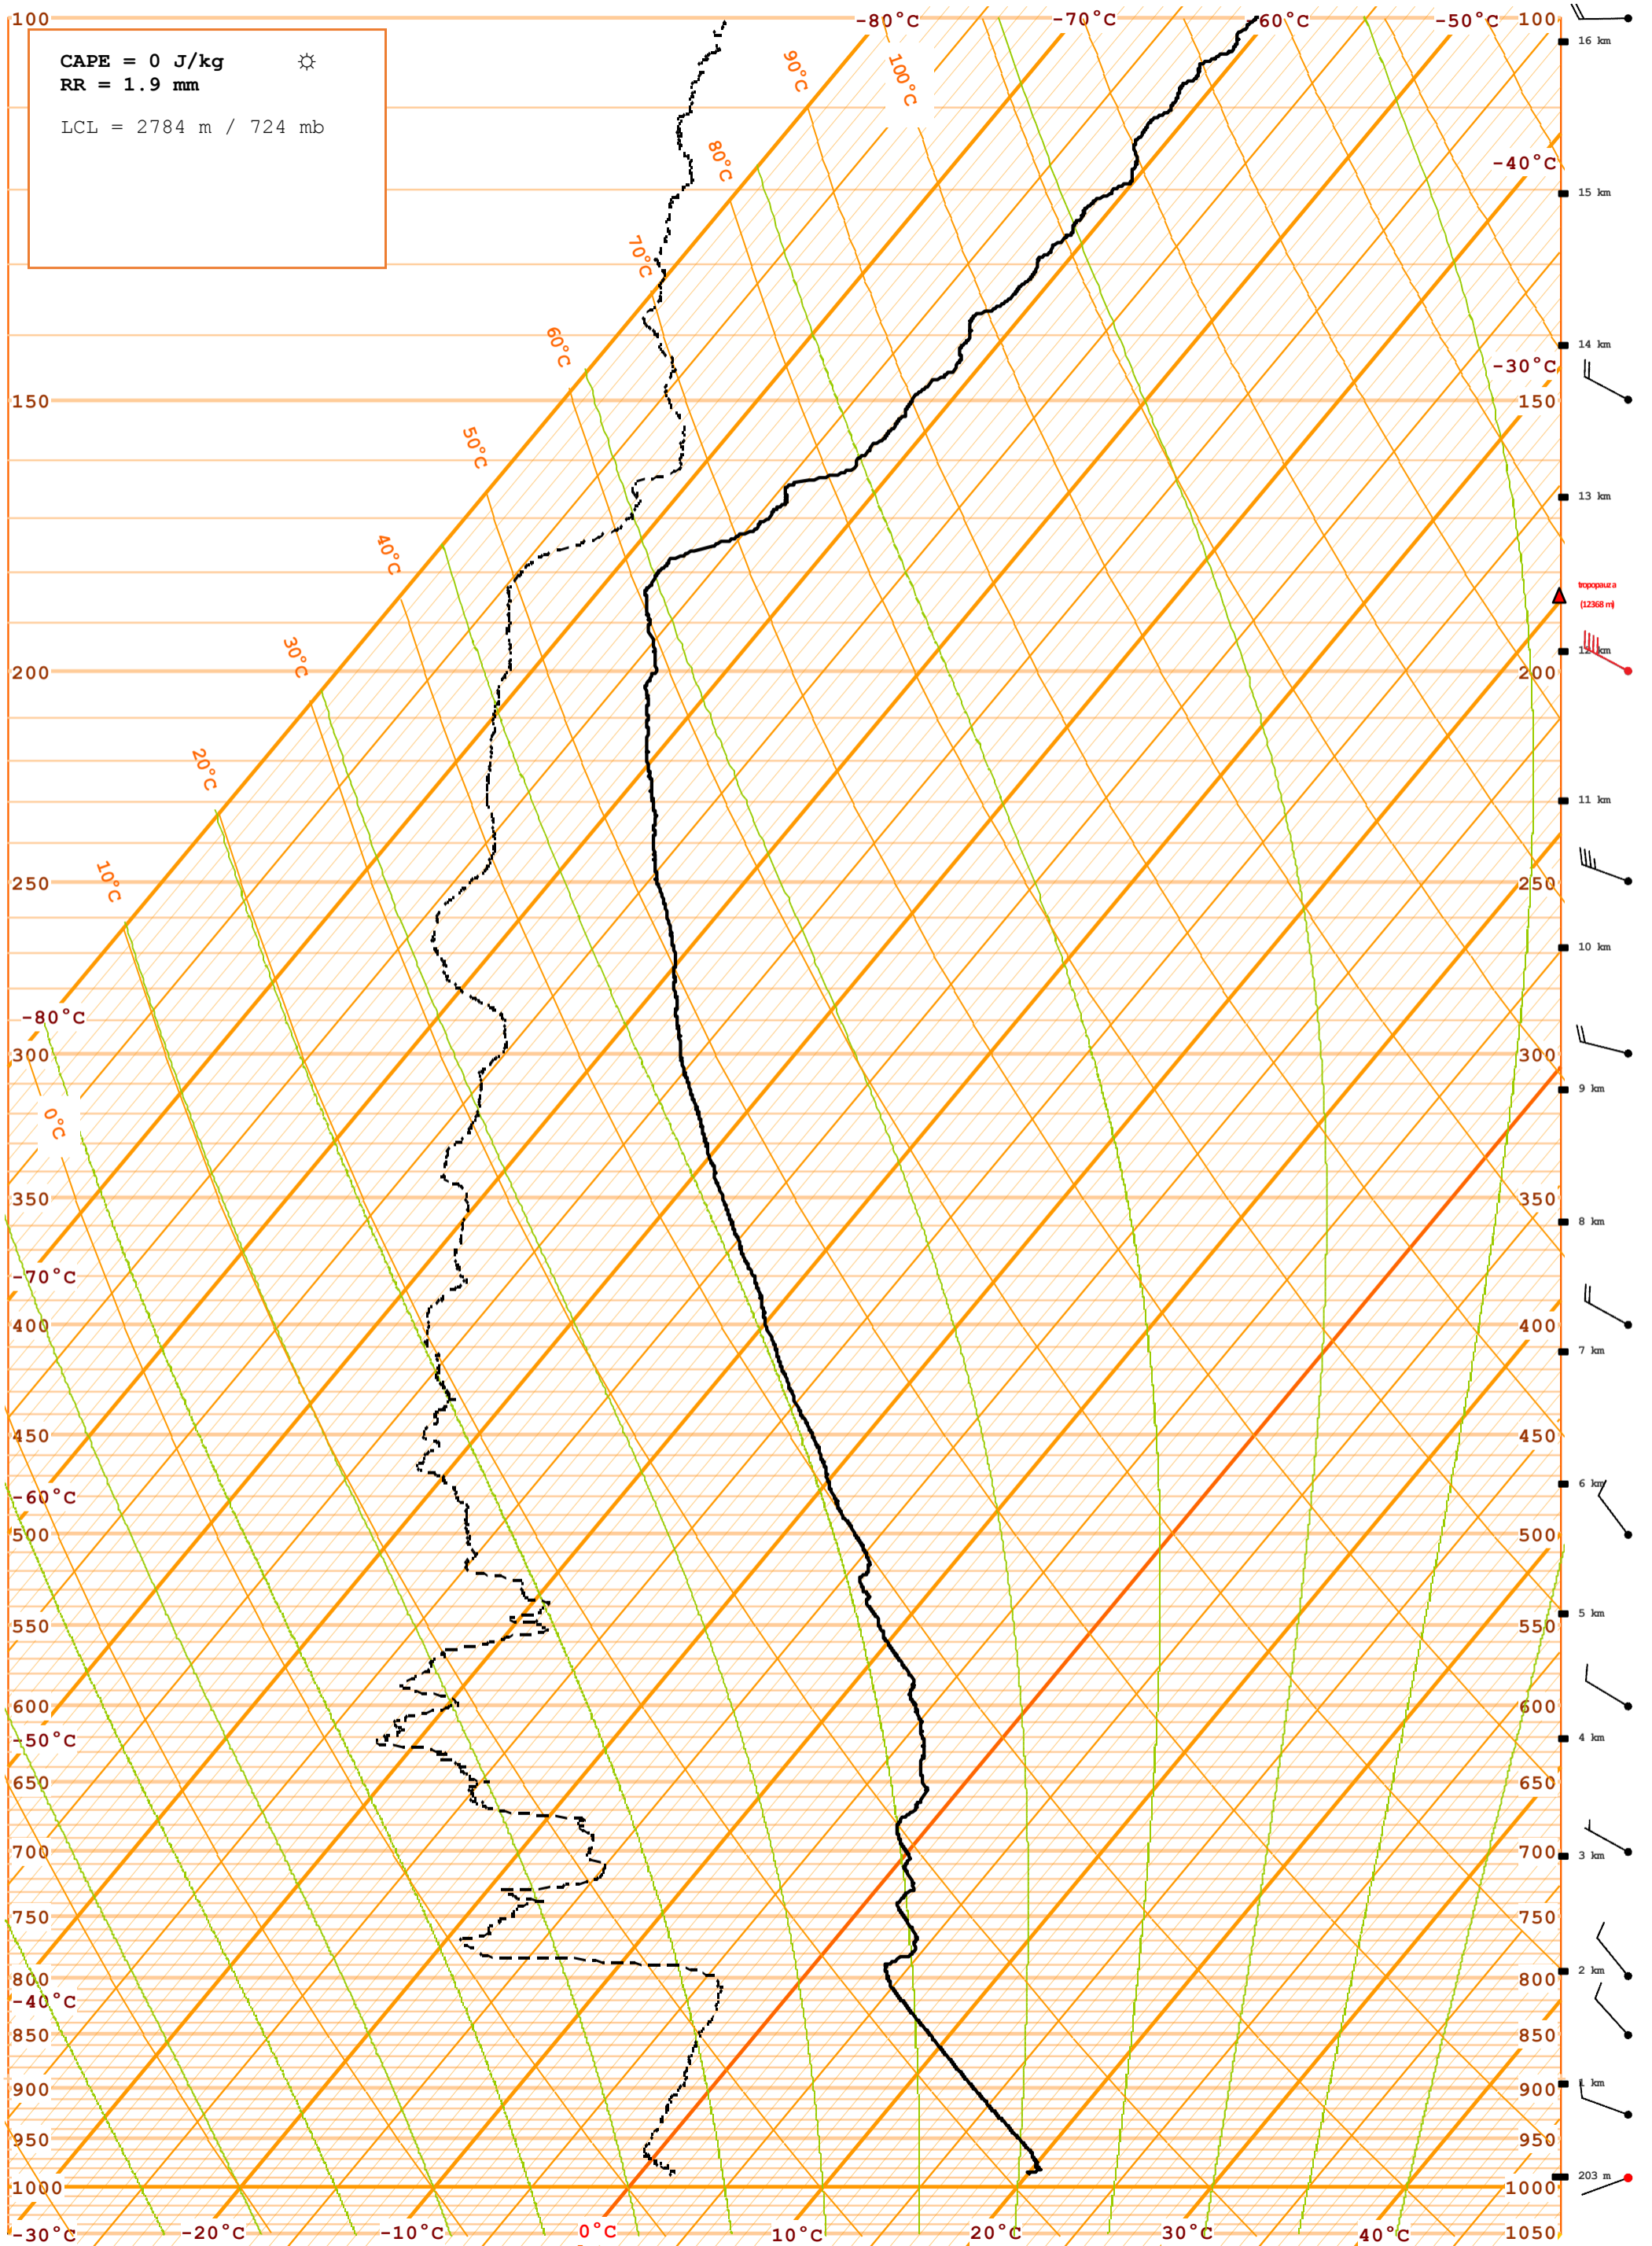 100 -80°C -70°C -60°C -50°C 100
16 km
CAPE = 0 J/kg ☼
RR = 1.9 mm
LCL = 2784 m / 724 mb
90°C 100°C
80°C -40°C
15 km
70°C
14 km
60°C -30°C
150 150
50°C
13 km
40°C
tropopauza
(12368 m)
30°C 12 km
200 200
20°C
11 km
10°C
250 250
10 km
-80°C
300 300
9 km
0°C
350 350
8 km
-70°C
400 400
7 km
450 450
6 km
-60°C
500 500
5 km
550 550
600 600
-50°C 4 km
650 650
700 700
3 km
750 750
2 km
800 800
-40°C
850 850
1 km
900 900
950 950
203 m
1000 1000
-30°C -20°C -10°C 0°C 10°C 20°C 30°C 40°C 1050